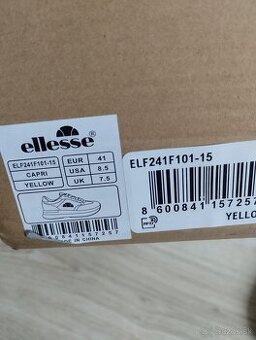 ellesse®
ELF241F101-15 EUR 41
CAPRI USA 8.5
YELLOW UK 7.5
8600841157257
MADE IN CHINA
ELF241F101-15
8 600841 157257
YELLO